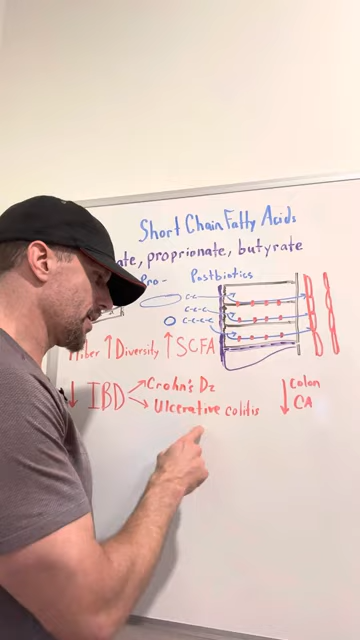 Short Chain Fatty Acids
ate, proprionate, butyrate
Pro - Postbiotics
c-c
c-c-c
c-c-c-c
Fiber ↑ Diversity ↑ SCFA
↓ IBD → Crohn's Dz
→ Ulcerative colitis
↓ Colon
CA